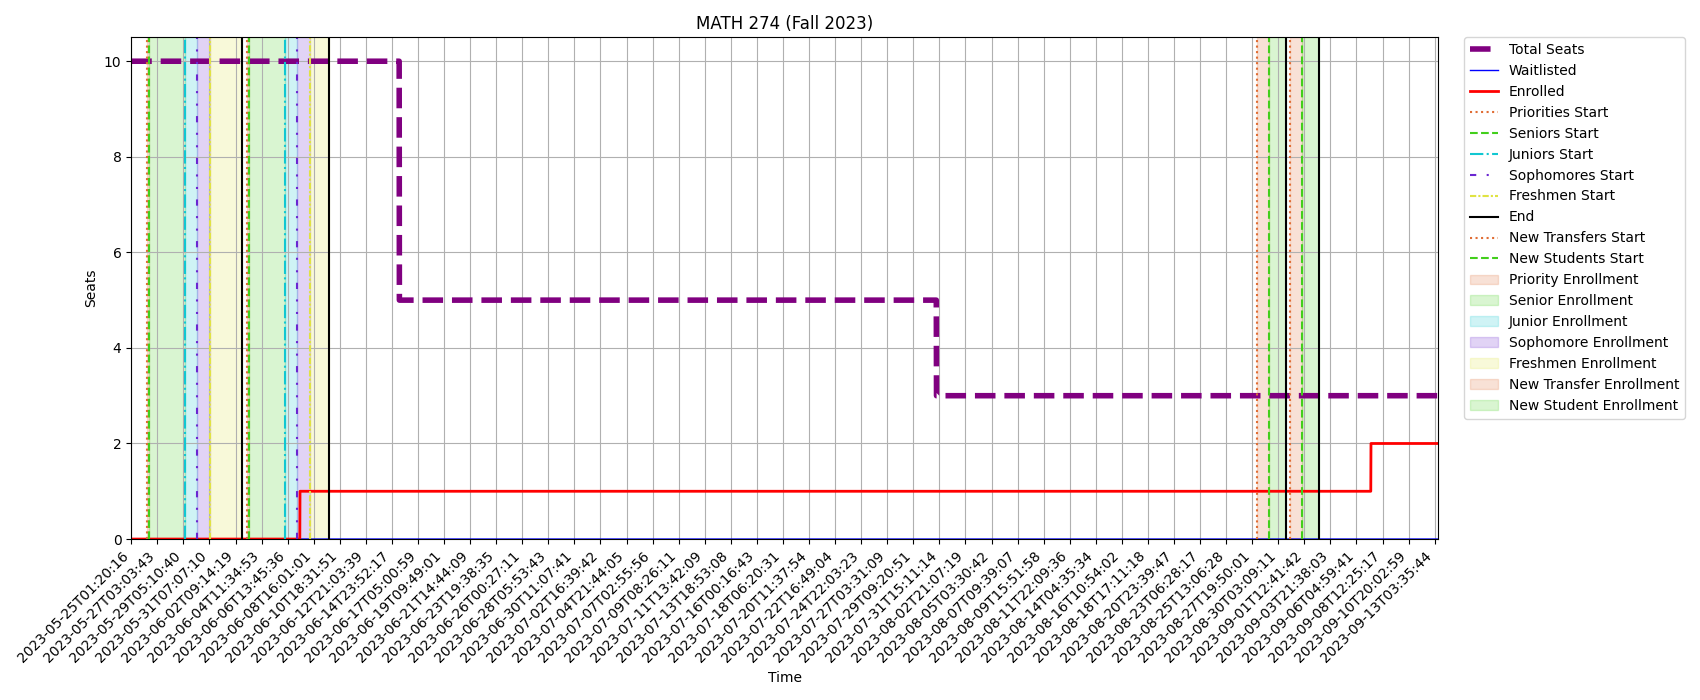 MATH 274 (Fall 2023)
Seats
10
8
6
4
2
0
2023-05-25T01:20:16
2023-05-27T03:03:43
2023-05-29T05:10:40
2023-05-31T07:07:10
2023-06-02T09:14:19
2023-06-04T11:34:53
2023-06-06T13:45:36
2023-06-08T16:01:01
2023-06-10T18:31:51
2023-06-12T21:03:39
2023-06-14T23:52:17
2023-06-17T05:00:59
2023-06-19T09:49:01
2023-06-21T14:44:09
2023-06-23T19:38:35
2023-06-26T00:27:11
2023-06-28T05:53:43
2023-06-30T11:07:41
2023-07-02T16:39:42
2023-07-04T21:44:05
2023-07-07T02:55:56
2023-07-09T08:26:11
2023-07-11T13:42:09
2023-07-13T18:53:08
2023-07-16T00:16:43
2023-07-18T06:20:31
2023-07-20T11:37:54
2023-07-22T16:49:04
2023-07-24T22:03:23
2023-07-27T03:31:09
2023-07-29T09:20:51
2023-07-31T15:11:14
2023-08-02T21:07:19
2023-08-05T03:30:42
2023-08-07T09:39:07
2023-08-09T15:51:58
2023-08-11T22:09:36
2023-08-14T04:35:34
2023-08-16T10:54:02
2023-08-18T17:11:18
2023-08-20T23:39:47
2023-08-23T06:28:17
2023-08-25T13:06:28
2023-08-27T19:50:01
2023-08-30T03:09:11
2023-09-01T12:41:42
2023-09-03T21:38:03
2023-09-06T04:59:41
2023-09-08T12:25:17
2023-09-10T20:02:59
2023-09-13T03:35:44
Time
Total Seats
Waitlisted
Enrolled
Priorities Start
Seniors Start
Juniors Start
Sophomores Start
Freshmen Start
End
New Transfers Start
New Students Start
Priority Enrollment
Senior Enrollment
Junior Enrollment
Sophomore Enrollment
Freshmen Enrollment
New Transfer Enrollment
New Student Enrollment